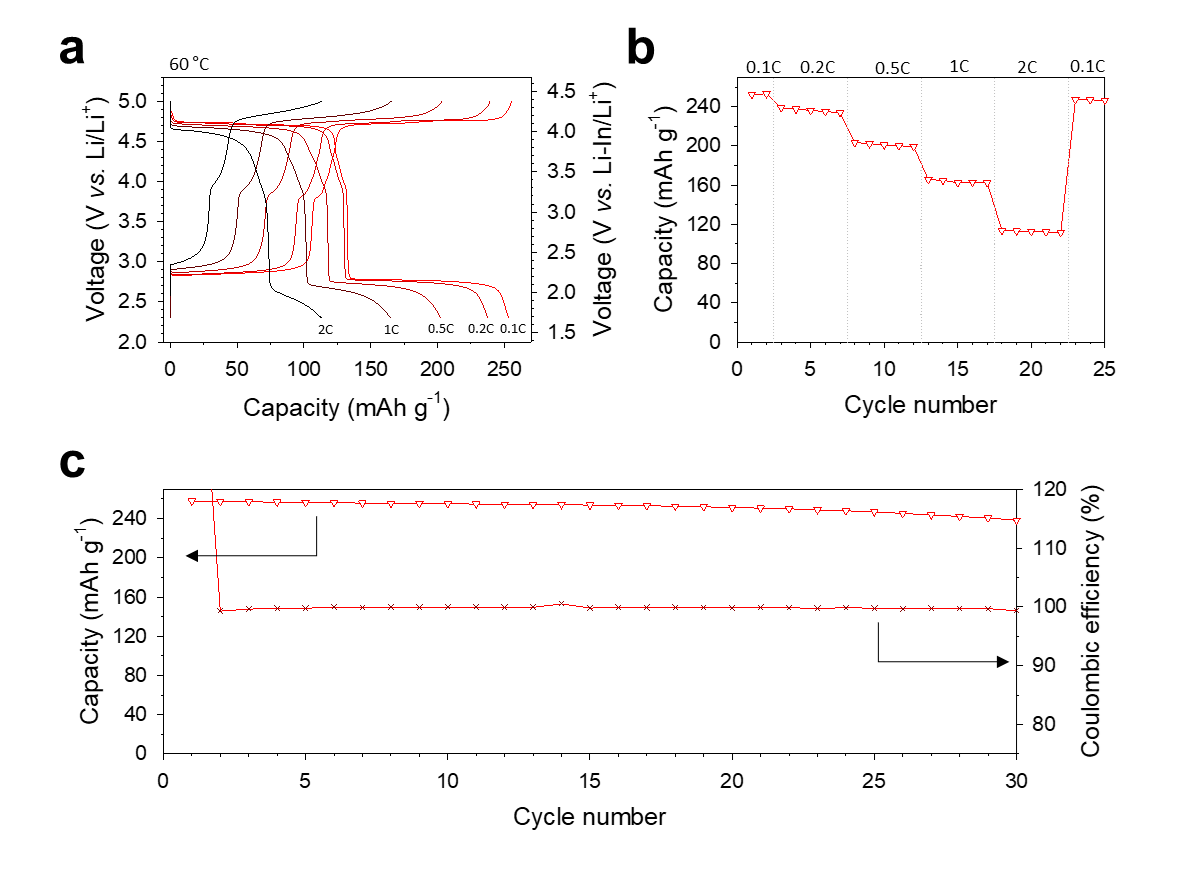 a
60 °C
5.0
4.5
4.0
3.5
3.0
2.5
2.0
Voltage (V vs. Li/Li⁺)
4.5
4.0
3.5
3.0
2.5
2.0
1.5
Voltage (V vs. Li-In/Li⁺)
2C 1C 0.5C 0.2C 0.1C
0 50 100 150 200 250
Capacity (mAh g⁻¹)
b
0.1C 0.2C 0.5C 1C 2C 0.1C
240
200
160
120
80
40
0
Capacity (mAh g⁻¹)
0 5 10 15 20 25
Cycle number
c
240
200
160
120
80
40
0
Capacity (mAh g⁻¹)
120
110
100
90
80
Coulombic efficiency (%)
0 5 10 15 20 25 30
Cycle number